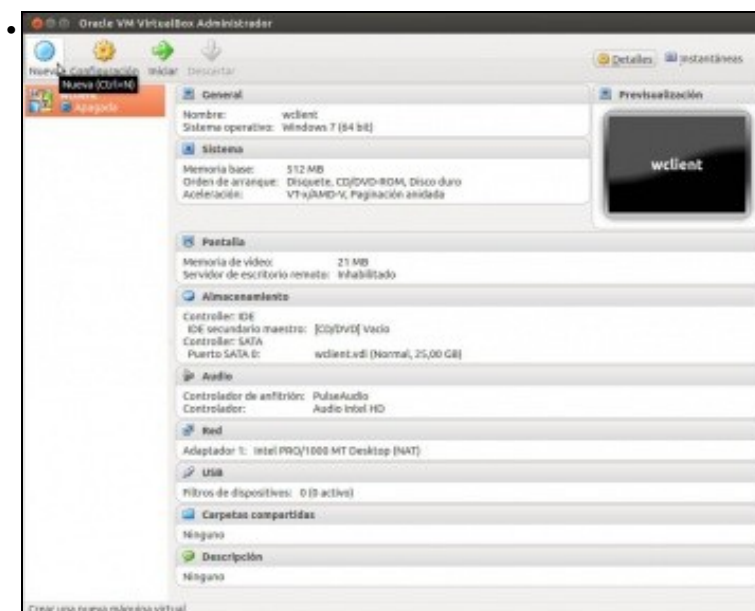 Oracle VM VirtualBox Administrador
Nueva Configuración Iniciar Descartar
Detalles Instantáneas
Nueva (Ctrl+N)
wclient
Apagada
General
Nombre: wclient
Sistema operativo: Windows 7 (64 bit)
Previsualización
wclient
Sistema
Memoria base: 512 MB
Orden de arranque: Disquete, CD/DVD-ROM, Disco duro
Aceleración: VT-x/AMD-V, Paginación anidada
Pantalla
Memoria de vídeo: 21 MB
Servidor de escritorio remoto: Inhabilitado
Almacenamiento
Controller: IDE
IDE secundario maestro: [CD/DVD] Vacío
Controller: SATA
Puerto SATA 0: wclient.vdi (Normal, 25,00 GB)
Audio
Controlador de anfitrión: PulseAudio
Controlador: Audio Intel HD
Red
Adaptador 1: Intel PRO/1000 MT Desktop (NAT)
USB
Filtros de dispositivos: 0 (0 activo)
Carpetas compartidas
Ninguno
Descripción
Ninguno
Crear una nueva máquina virtual